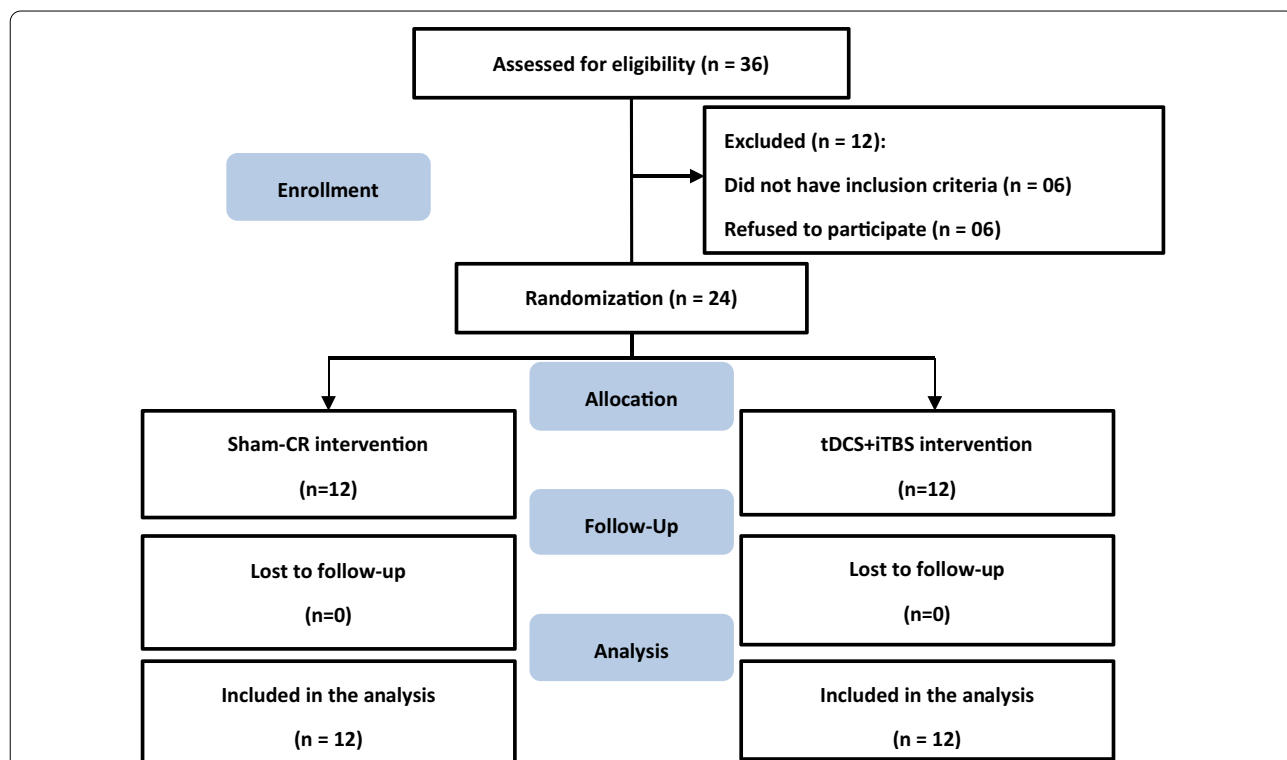 Assessed for eligibility (n = 36)
Excluded (n = 12):
Did not have inclusion criteria (n = 06)
Refused to participate (n = 06)
Enrollment
Randomization (n = 24)
Allocation
Sham-CR intervention
(n=12)
tDCS+iTBS intervention
(n=12)
Follow-Up
Lost to follow-up
(n=0)
Lost to follow-up
(n=0)
Analysis
Included in the analysis
(n = 12)
Included in the analysis
(n = 12)